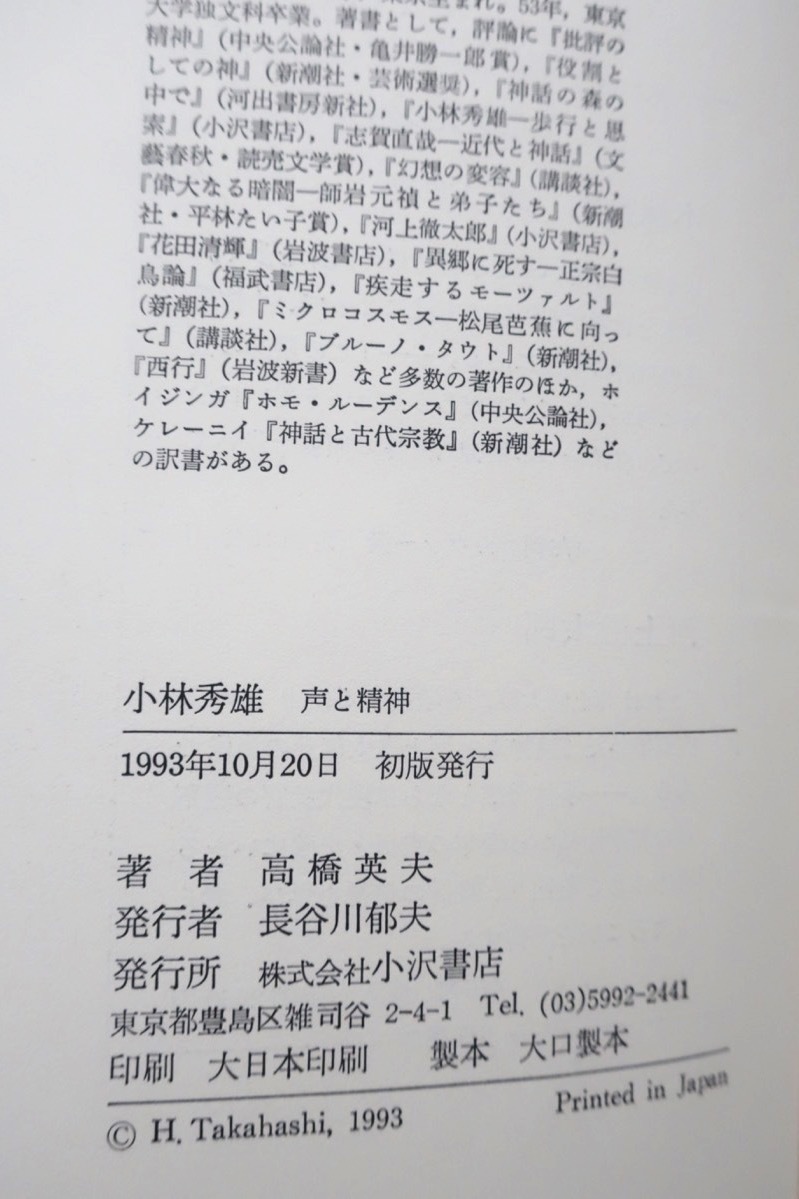 東京生まれ。53年，東京
大学独文科卒業。著書として，評論に『批評の
精神』(中央公論社・亀井勝一郎賞)，『役割と
しての神』(新潮社・芸術選奨)，『神話の森の
中で』(河出書房新社)，『小林秀雄―歩行と思
索』(小沢書店)，『志賀直哉―近代と神話』(文
藝春秋・読売文学賞)，『幻想の変容』(講談社)，
『偉大なる暗闇―師岩元禎と弟子たち』(新潮
社・平林たい子賞)，『河上徹太郎』(小沢書店)，
『花田清輝』(岩波書店)，『異郷に死す―正宗白
鳥論』(福武書店)，『疾走するモーツァルト』
(新潮社)，『ミクロコスモス―松尾芭蕉に向っ
て』(講談社)，『ブルーノ・タウト』(新潮社)，
『西行』(岩波新書）など多数の著作のほか，ホ
イジンガ『ホモ・ルーデンス』(中央公論社)，
ケレーニイ『神話と古代宗教』(新潮社）など
の訳書がある。
小林秀雄　声と精神
1993年10月20日　初版発行
著　者　高橋英夫
発行者　長谷川郁夫
発行所　株式会社小沢書店
東京都豊島区雑司谷 2-4-1　Tel. (03)5992-2441
印刷　大日本印刷　　製本　大口製本
© H. Takahashi, 1993　Printed in Japan